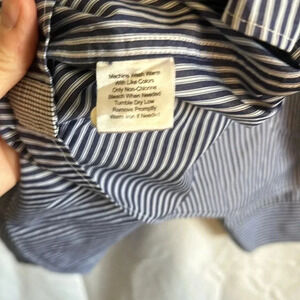 Machine Wash Warm
With Like Colors
Only Non-Chlorine
Bleach When Needed
Tumble Dry Low
Remove Promptly
Warm Iron if Needed